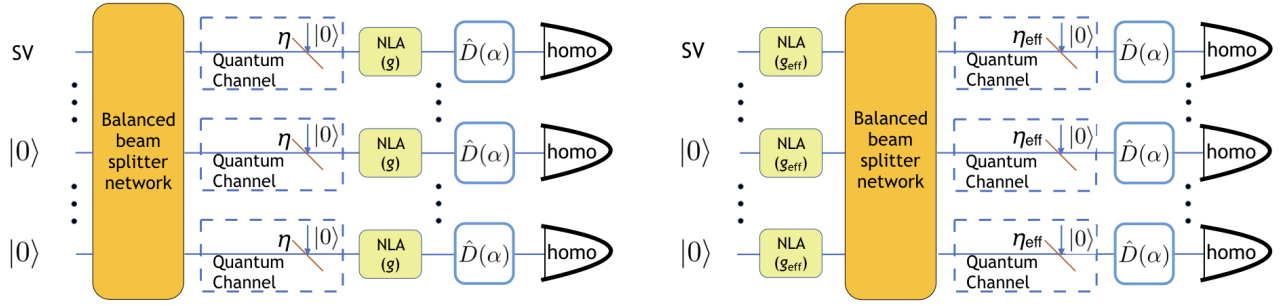 SV
Balanced
beam
splitter
network
η
|0⟩
Quantum
Channel
NLA
(g)
D̂(α)
homo
|0⟩
η
|0⟩
Quantum
Channel
NLA
(g)
D̂(α)
homo
|0⟩
η
|0⟩
Quantum
Channel
NLA
(g)
D̂(α)
homo
SV
NLA
(g_eff)
Balanced
beam
splitter
network
η_eff
|0⟩
Quantum
Channel
D̂(α)
homo
|0⟩
NLA
(g_eff)
η_eff
|0⟩
Quantum
Channel
D̂(α)
homo
|0⟩
NLA
(g_eff)
η_eff
|0⟩
Quantum
Channel
D̂(α)
homo